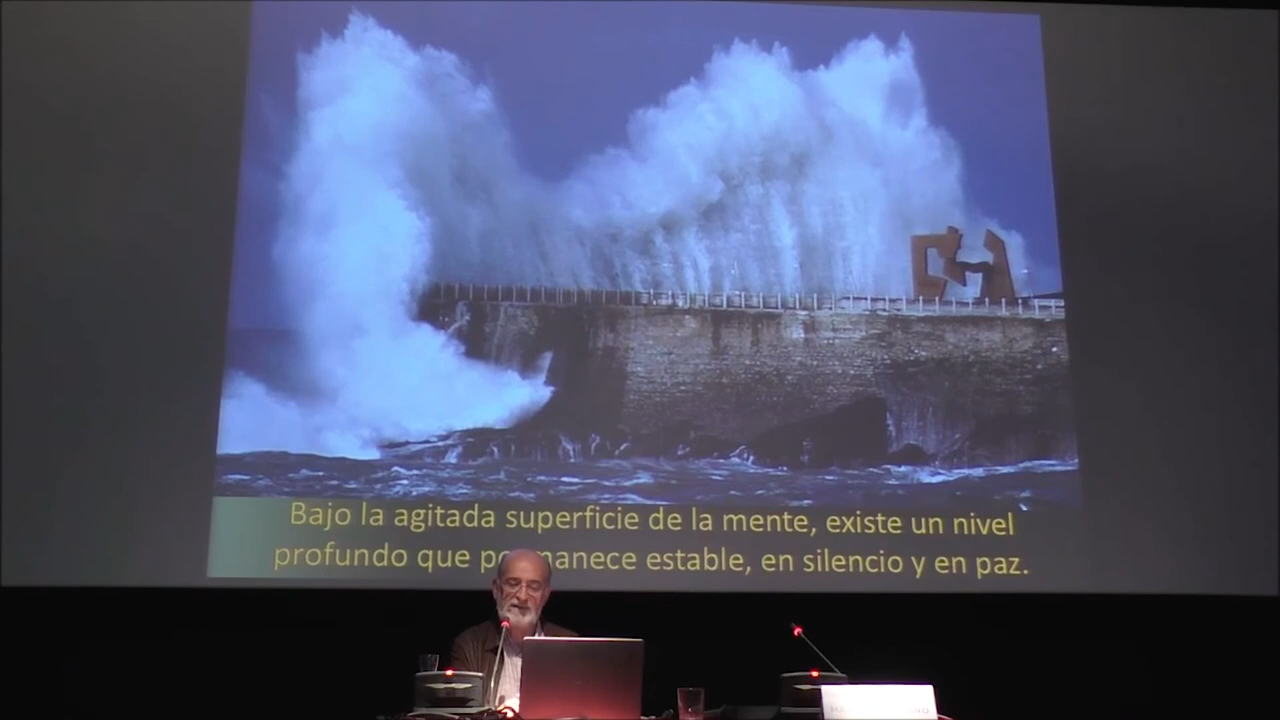 Bajo la agitada superficie de la mente, existe un nivel
profundo que permanece estable, en silencio y en paz.